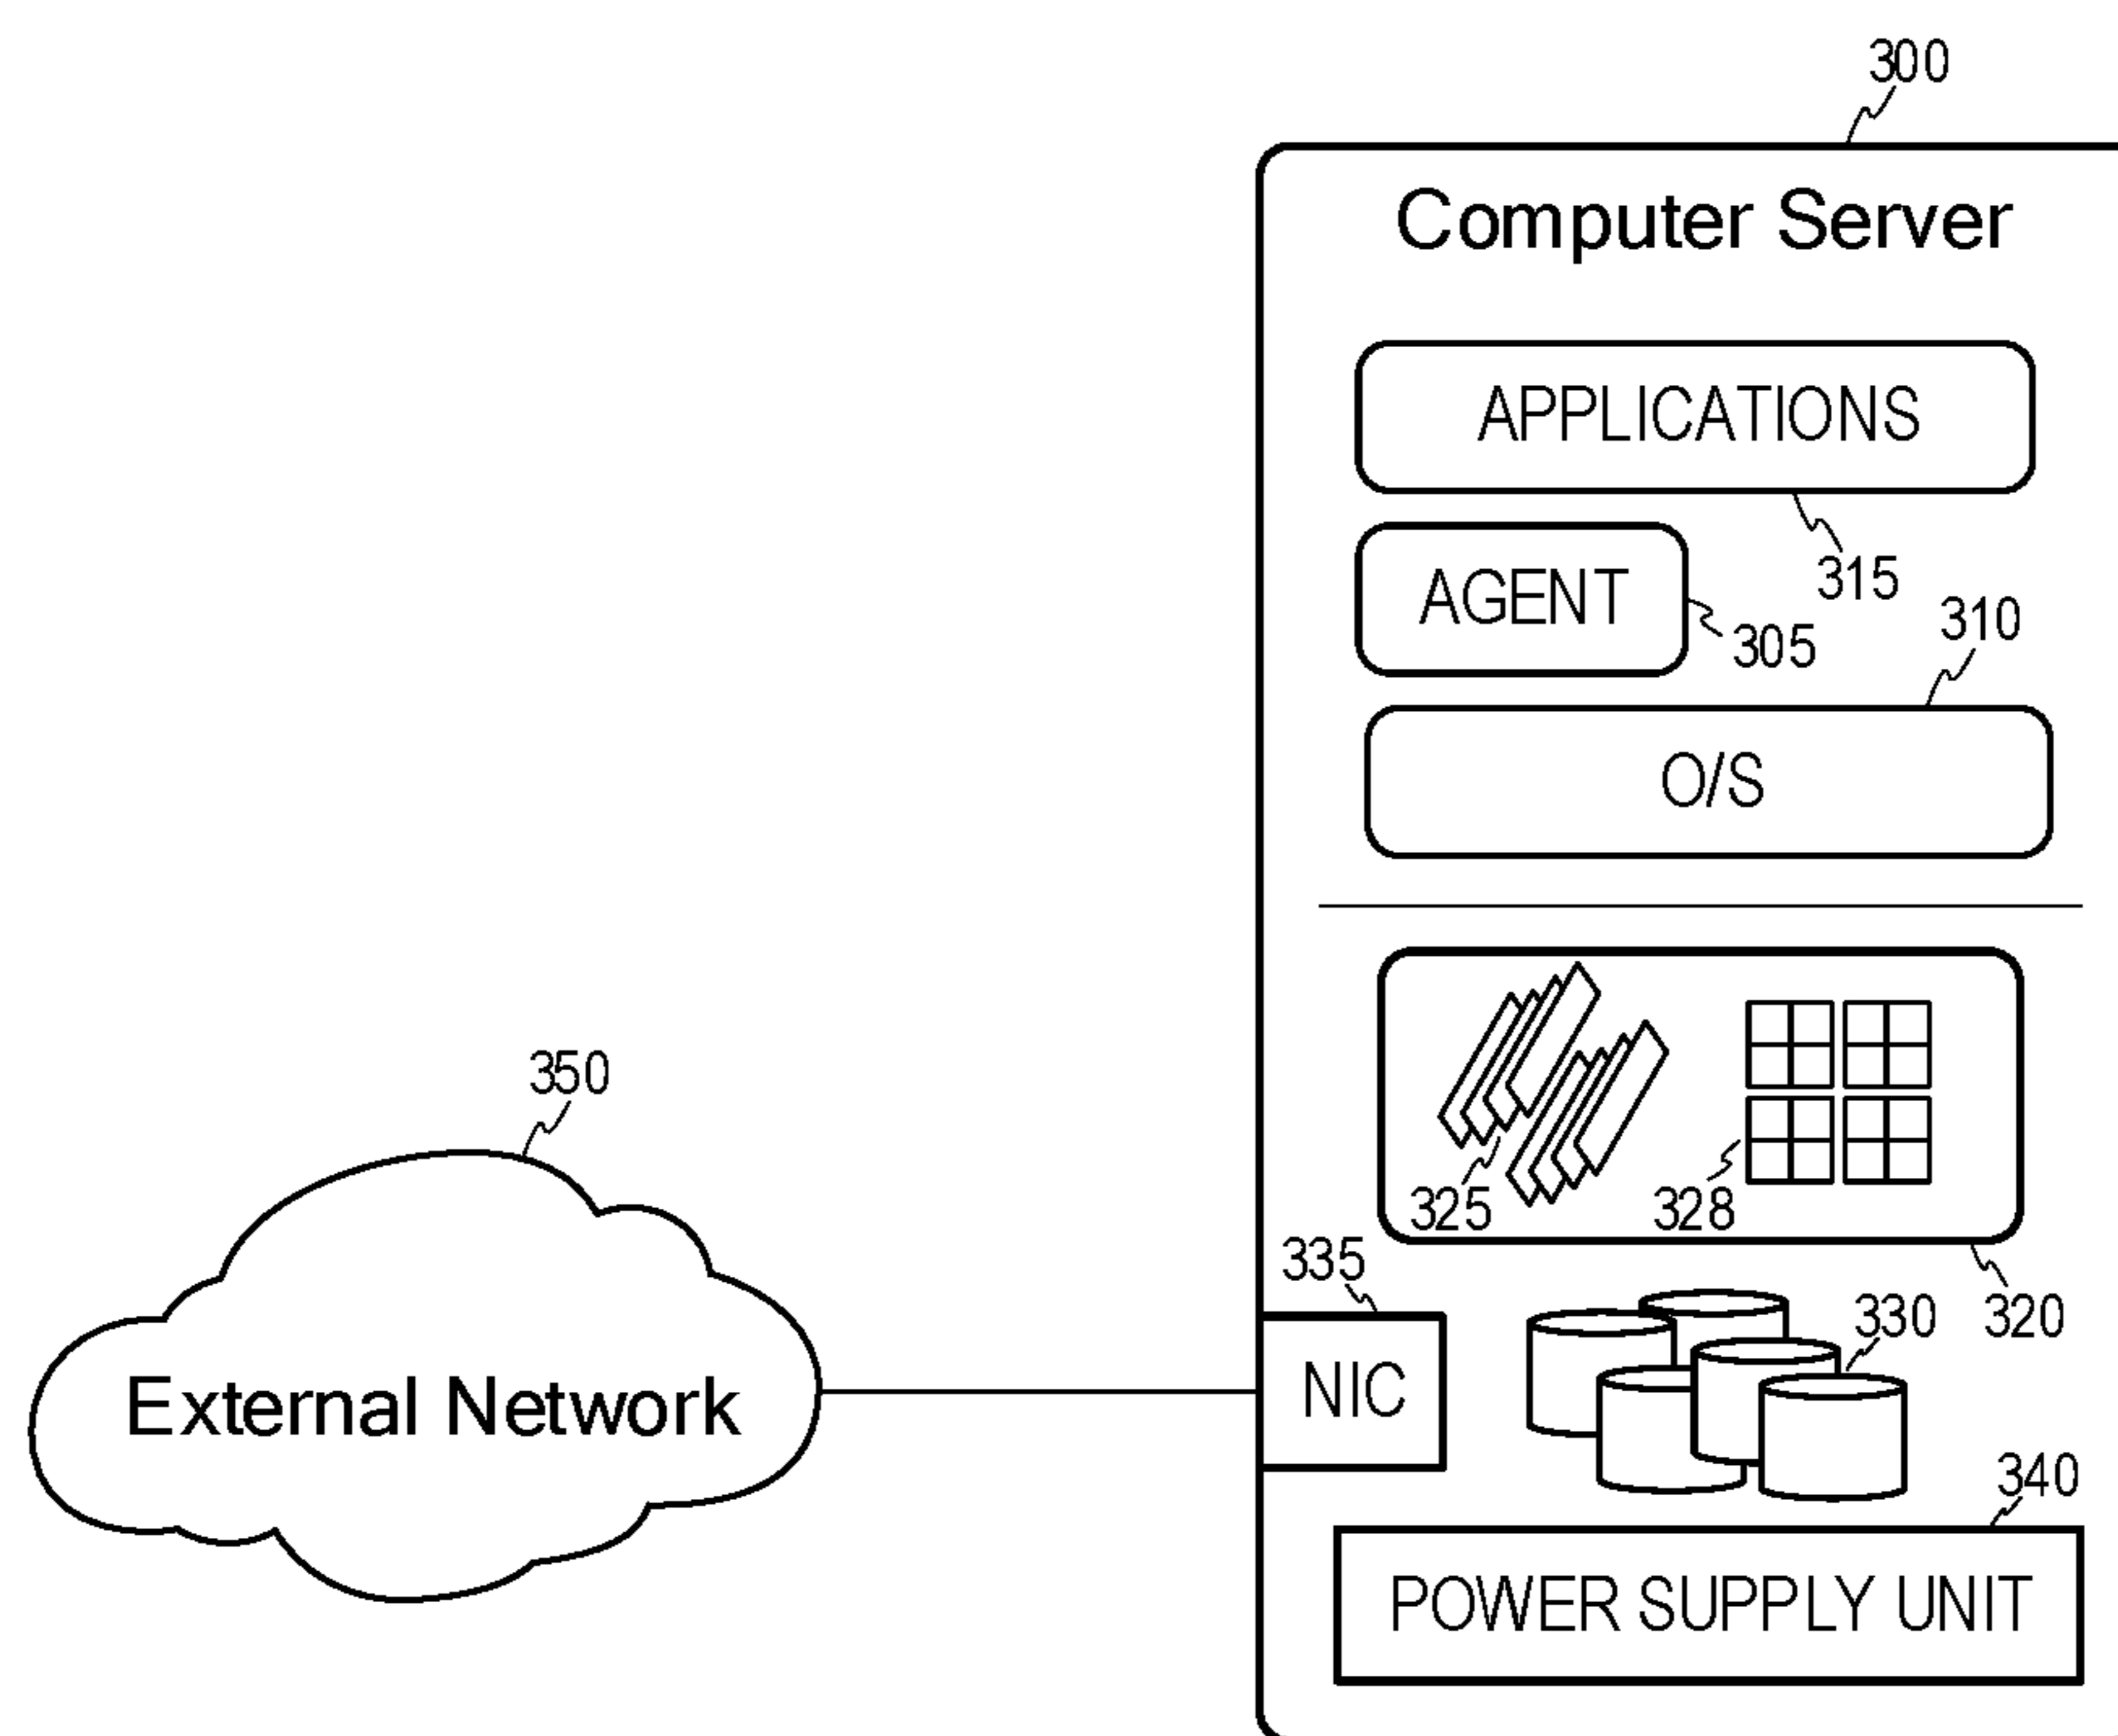 300
Computer Server
APPLICATIONS
315
AGENT
305
310
O/S
350
325
328
335
320
330
External Network
NIC
340
POWER SUPPLY UNIT